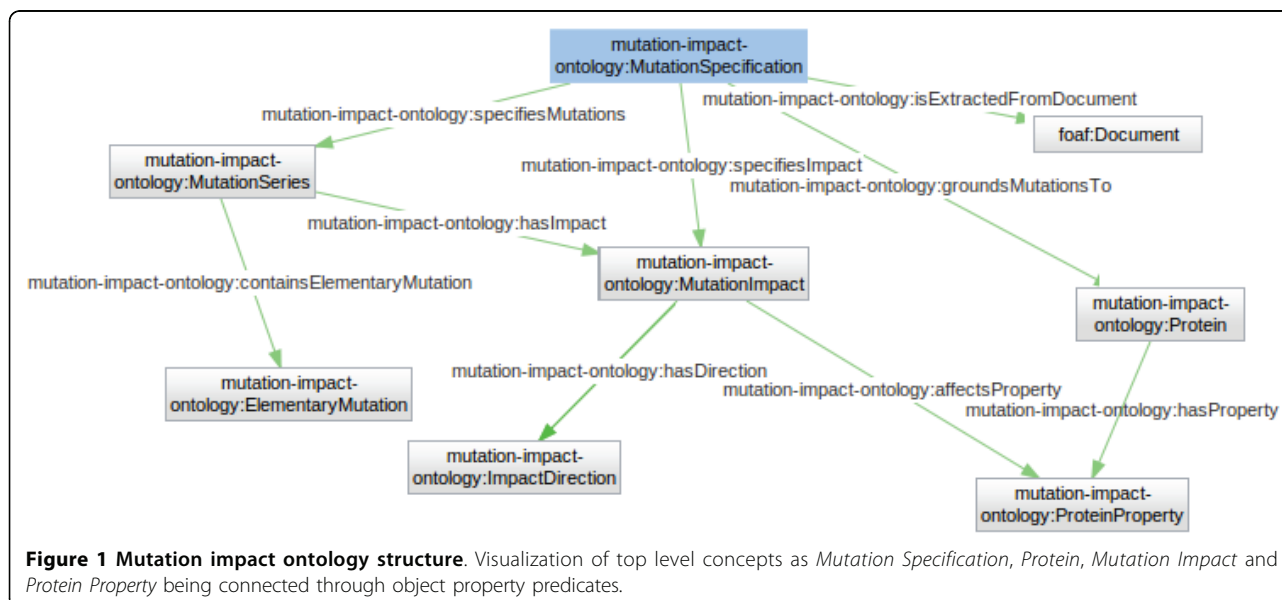 mutation-impact-
ontology:MutationSpecification
mutation-impact-ontology:isExtractedFromDocument
mutation-impact-ontology:specifiesMutations
foaf:Document
mutation-impact-
ontology:MutationSeries
mutation-impact-ontology:specifiesImpact
mutation-impact-ontology:groundsMutationsTo
mutation-impact-ontology:hasImpact
mutation-impact-
ontology:MutationImpact
mutation-impact-ontology:containsElementaryMutation
mutation-impact-
ontology:Protein
mutation-impact-
ontology:ElementaryMutation
mutation-impact-ontology:hasDirection
mutation-impact-ontology:affectsProperty
mutation-impact-ontology:hasProperty
mutation-impact-
ontology:ImpactDirection
mutation-impact-
ontology:ProteinProperty
Figure 1 Mutation impact ontology structure. Visualization of top level concepts as Mutation Specification, Protein, Mutation Impact and
Protein Property being connected through object property predicates.